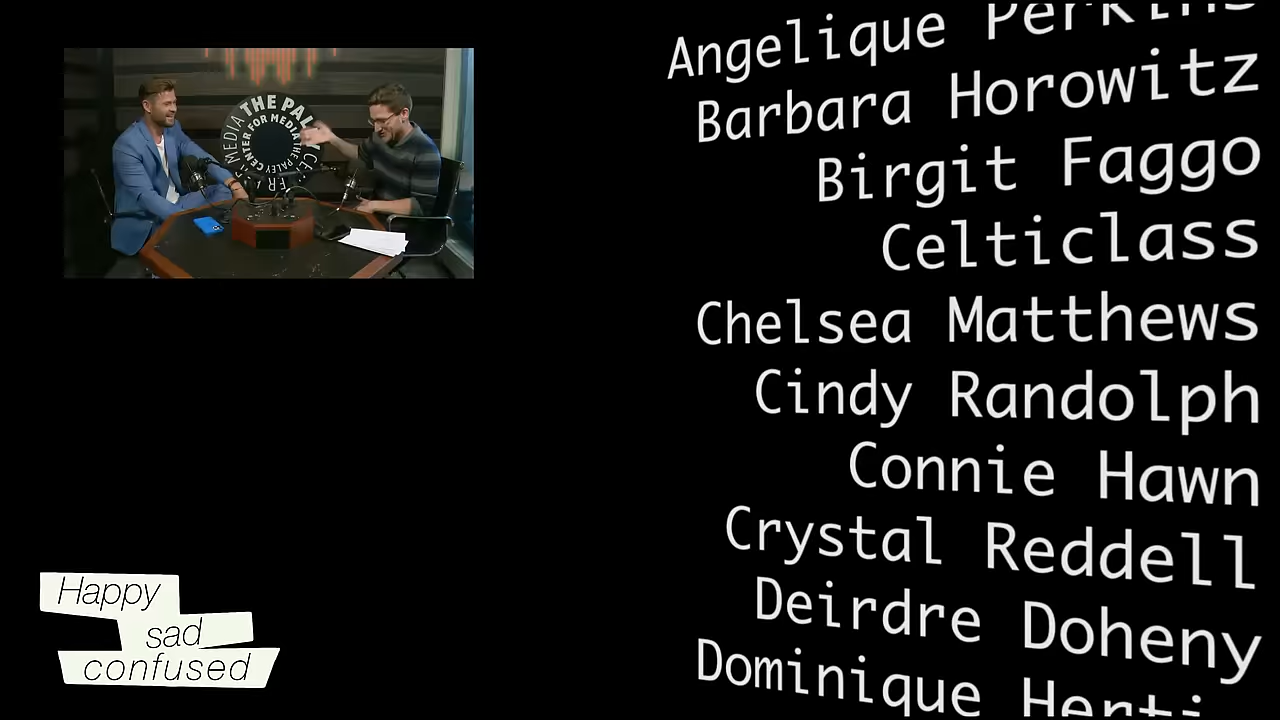 THE PALEY CENTER FOR MEDIA
Happy
sad
confused
Angelique Perkins
Barbara Horowitz
Birgit Faggo
Celticlass
Chelsea Matthews
Cindy Randolph
Connie Hawn
Crystal Reddell
Deirdre Doheny
Dominique